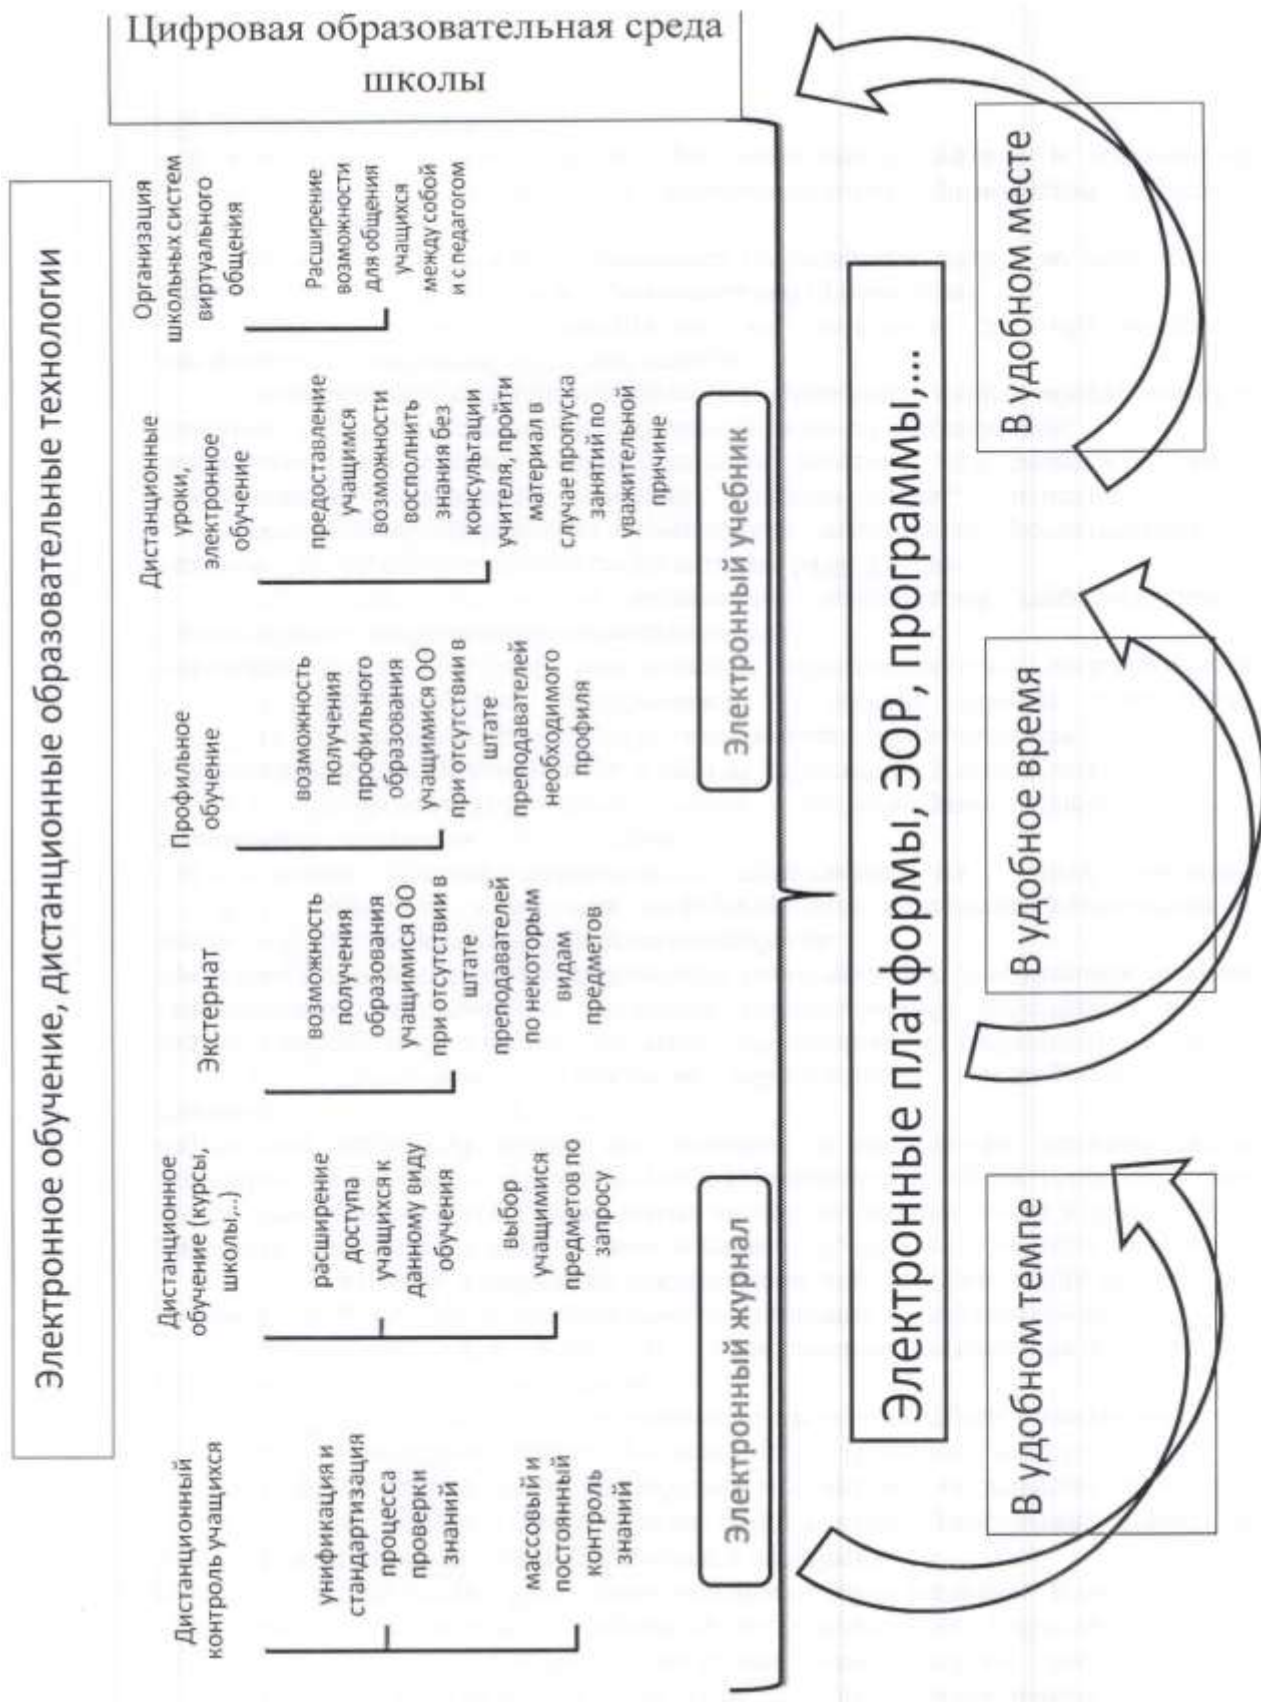 Цифровая образовательная среда
школы
Электронное обучение, дистанционные образовательные технологии
Дистанционный
контроль учащихся
унификация и
стандартизация
процесса
проверки
знаний
массовый и
постоянный
контроль
знаний
Дистанционное
обучение (курсы,
школы,..)
расширение
доступа
учащихся к
данному виду
обучения
выбор
учащимися
предметов по
запросу
Экстернат
возможность
получения
образования
учащимися ОО
при отсутствии в
штате
преподавателей
по некоторым
видам
предметов
Профильное
обучение
возможность
получения
профильного
образования
учащимися ОО
при отсутствии в
штате
преподавателей
необходимого
профиля
Дистанционные
уроки,
электронное
обучение
предоставление
учащимся
возможности
восполнить
знания без
консультации
учителя, пройти
материал в
случае пропуска
занятий по
уважительной
причине
Организация
школьных систем
виртуального
общения
Расширение
возможности
для общения
учащихся
между собой
и с педагогом
Электронный журнал
Электронный учебник
Электронные платформы, ЭОР, программы,...
В удобном темпе
В удобное время
В удобном месте